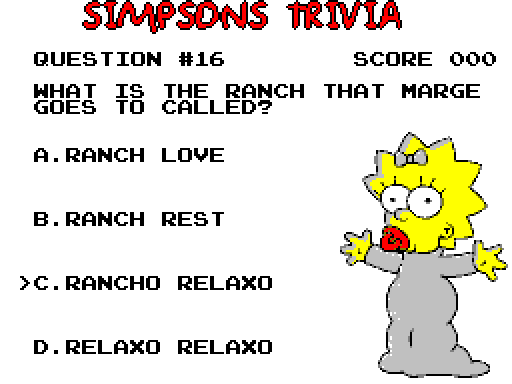 SIMPSONS TRIVIA
QUESTION #16 SCORE 000
WHAT IS THE RANCH THAT MARGE
GOES TO CALLED?
A.RANCH LOVE
B.RANCH REST
>C.RANCHO RELAXO
D.RELAXO RELAXO